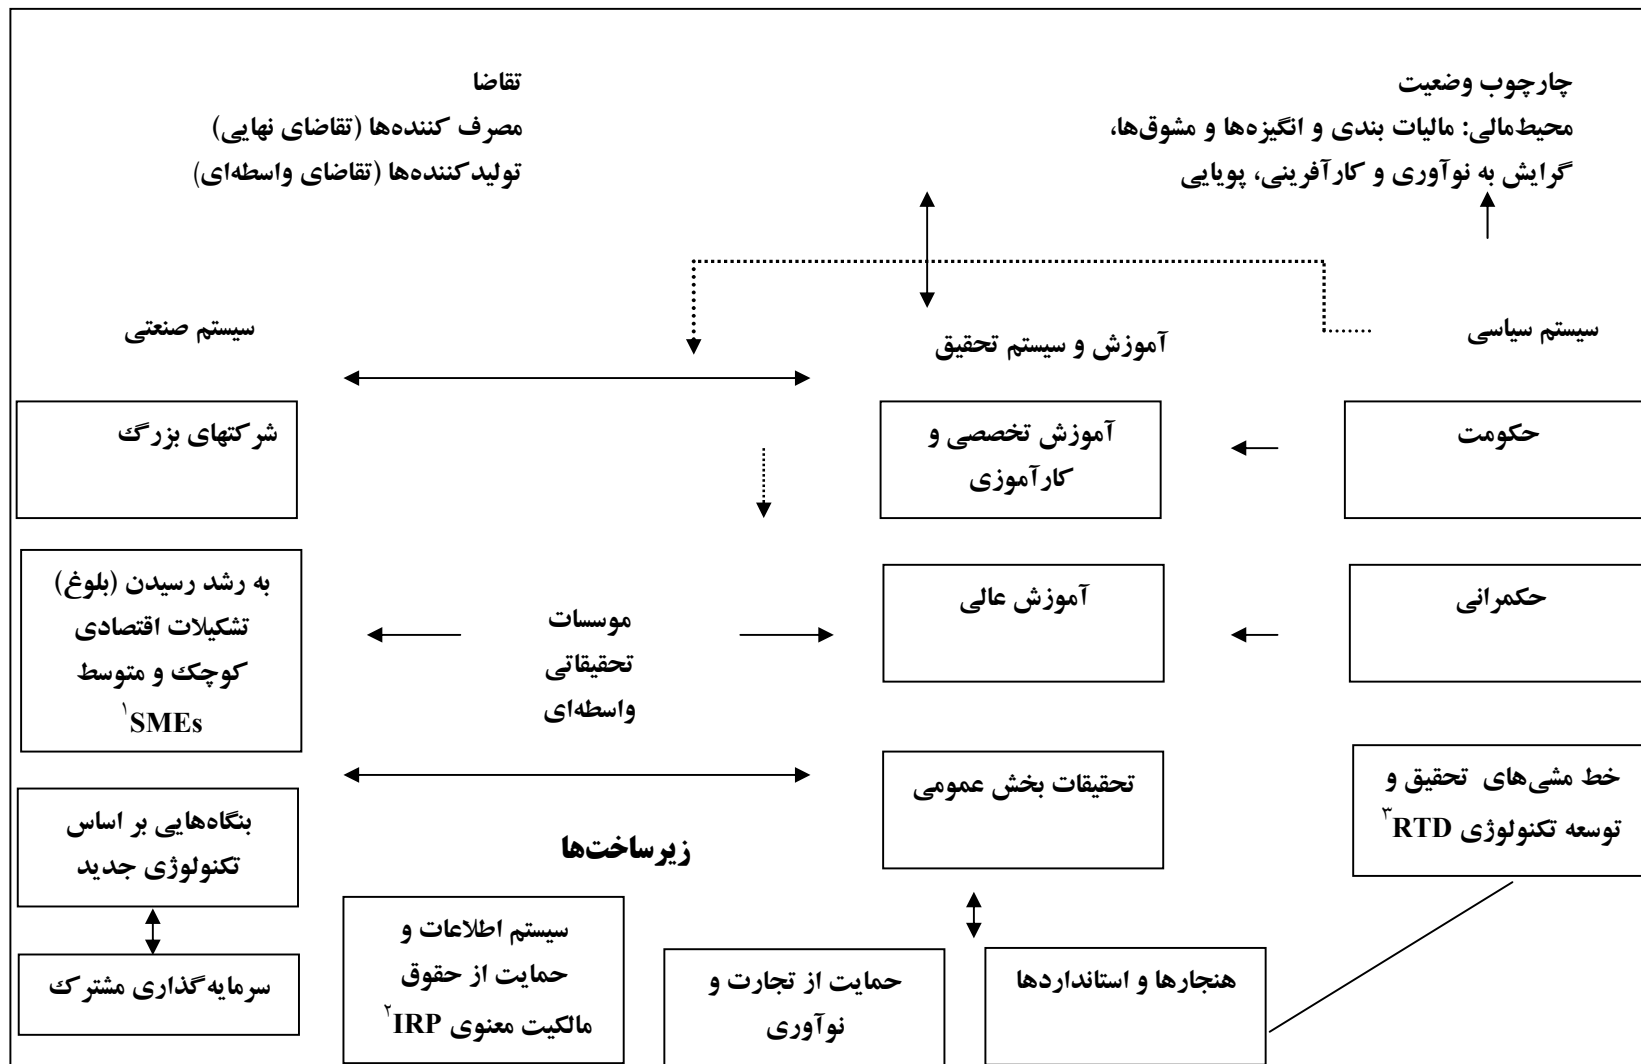 چارچوب وضعیت
محیط‌مالی: مالیات بندی و انگیزه‌ها و مشوق‌ها،
گرایش به نوآوری و کارآفرینی، پویایی
تقاضا
مصرف کننده‌ها (تقاضای نهایی)
تولیدکننده‌ها (تقاضای واسطه‌ای)
سیستم سیاسی
آموزش و سیستم تحقیق
سیستم صنعتی
حکومت
آموزش تخصصی و
کارآموزی
شرکتهای بزرگ
حکمرانی
آموزش عالی
موسسات
تحقیقاتی
واسطه‌ای
به رشد رسیدن (بلوغ)
تشکیلات اقتصادی
کوچک و متوسط
SMEs۱
خط مشی‌های تحقیق و
توسعه تکنولوژی RTD۳
تحقیقات بخش عمومی
زیرساخت‌ها
بنگاه‌هایی بر اساس
تکنولوژی جدید
هنجارها و استانداردها
حمایت از تجارت و
نوآوری
سیستم اطلاعات و
حمایت از حقوق
مالکیت معنوی IRP۲
سرمایه‌گذاری مشترک